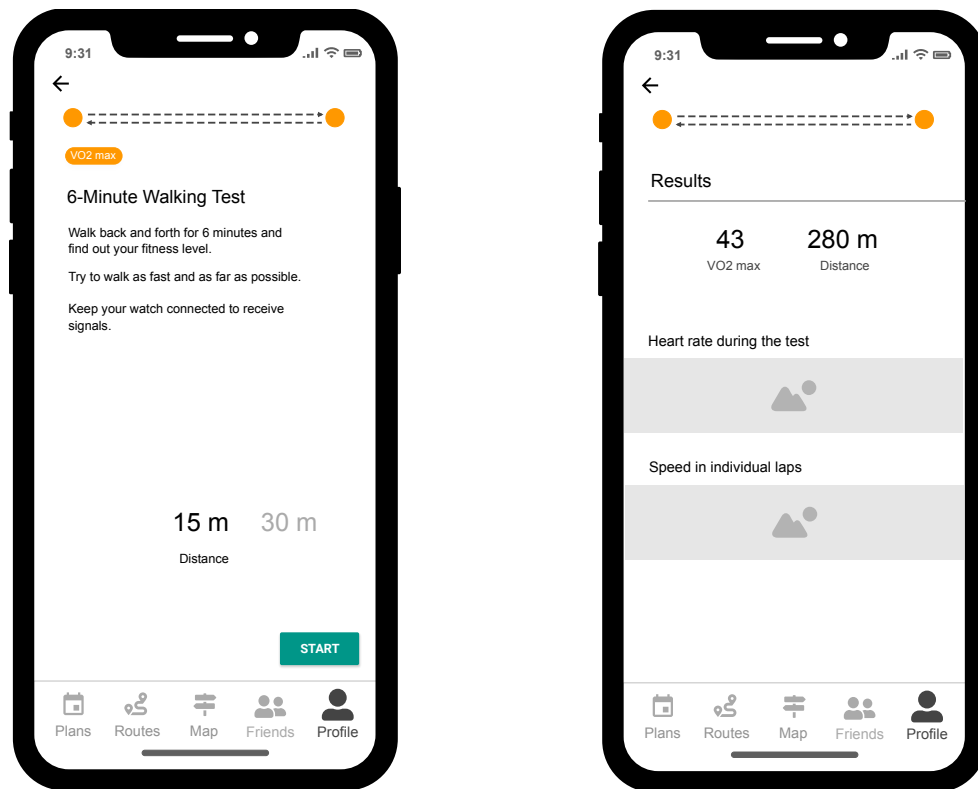 9:31
VO2 max
6-Minute Walking Test
Walk back and forth for 6 minutes and
find out your fitness level.
Try to walk as fast and as far as possible.
Keep your watch connected to receive
signals.
15 m 30 m
Distance
START
Plans Routes Map Friends Profile
9:31
Results
43 280 m
VO2 max Distance
Heart rate during the test
Speed in individual laps
Plans Routes Map Friends Profile